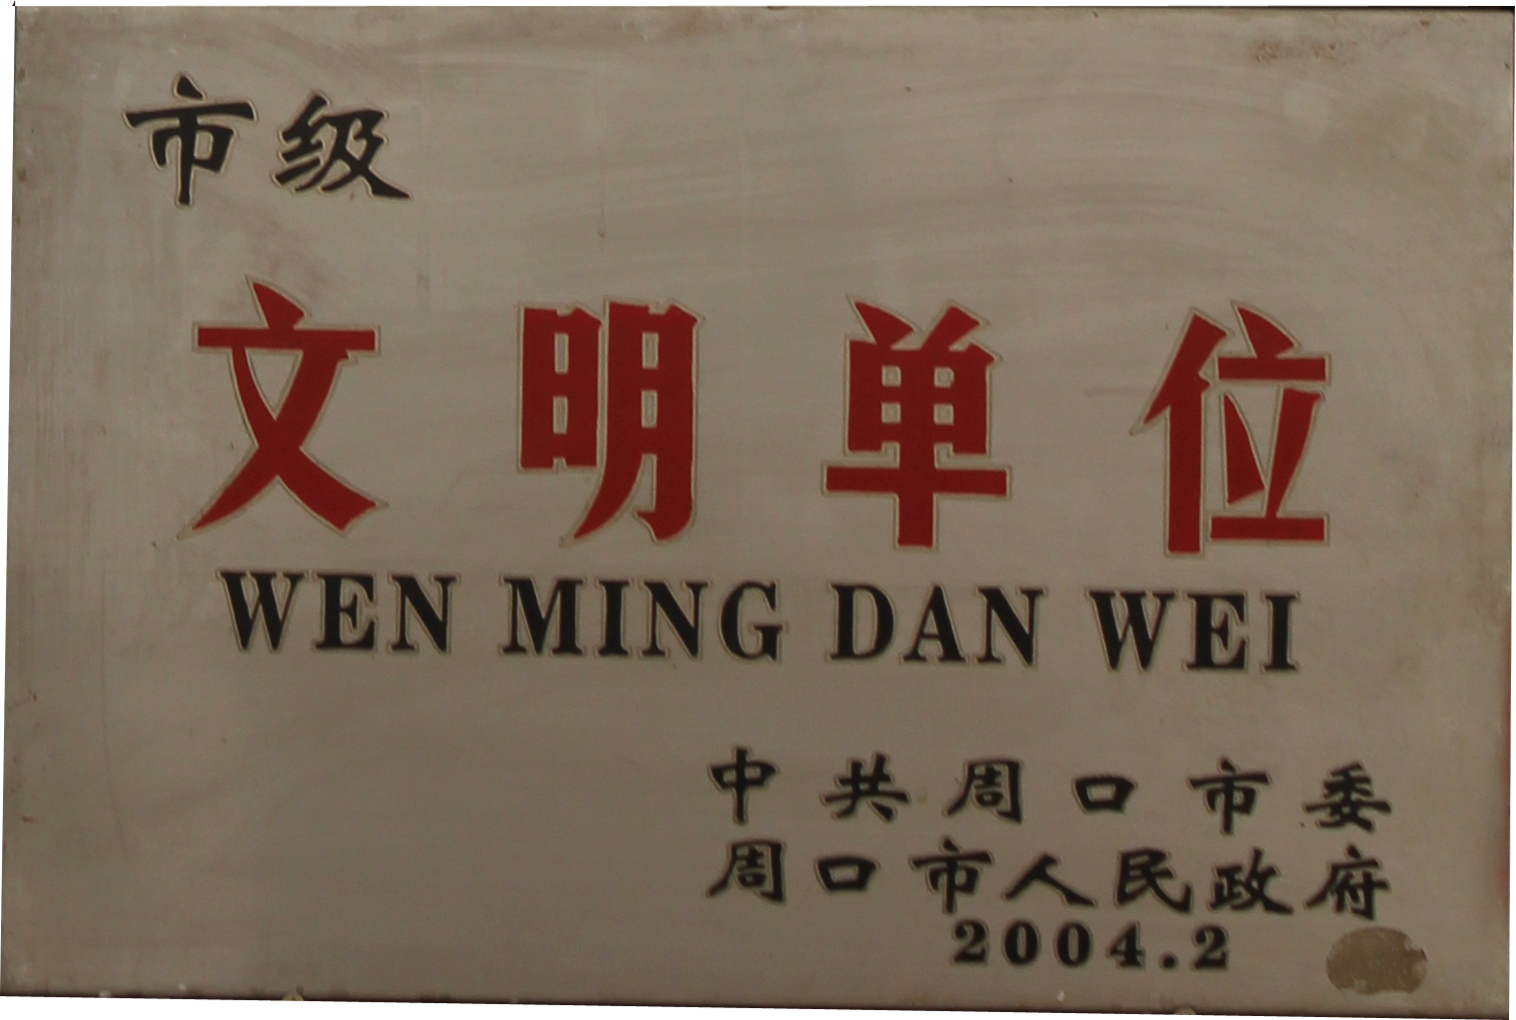 市级
文明单位
WEN MING DAN WEI
中共周口市委
周口市人民政府
2004.2